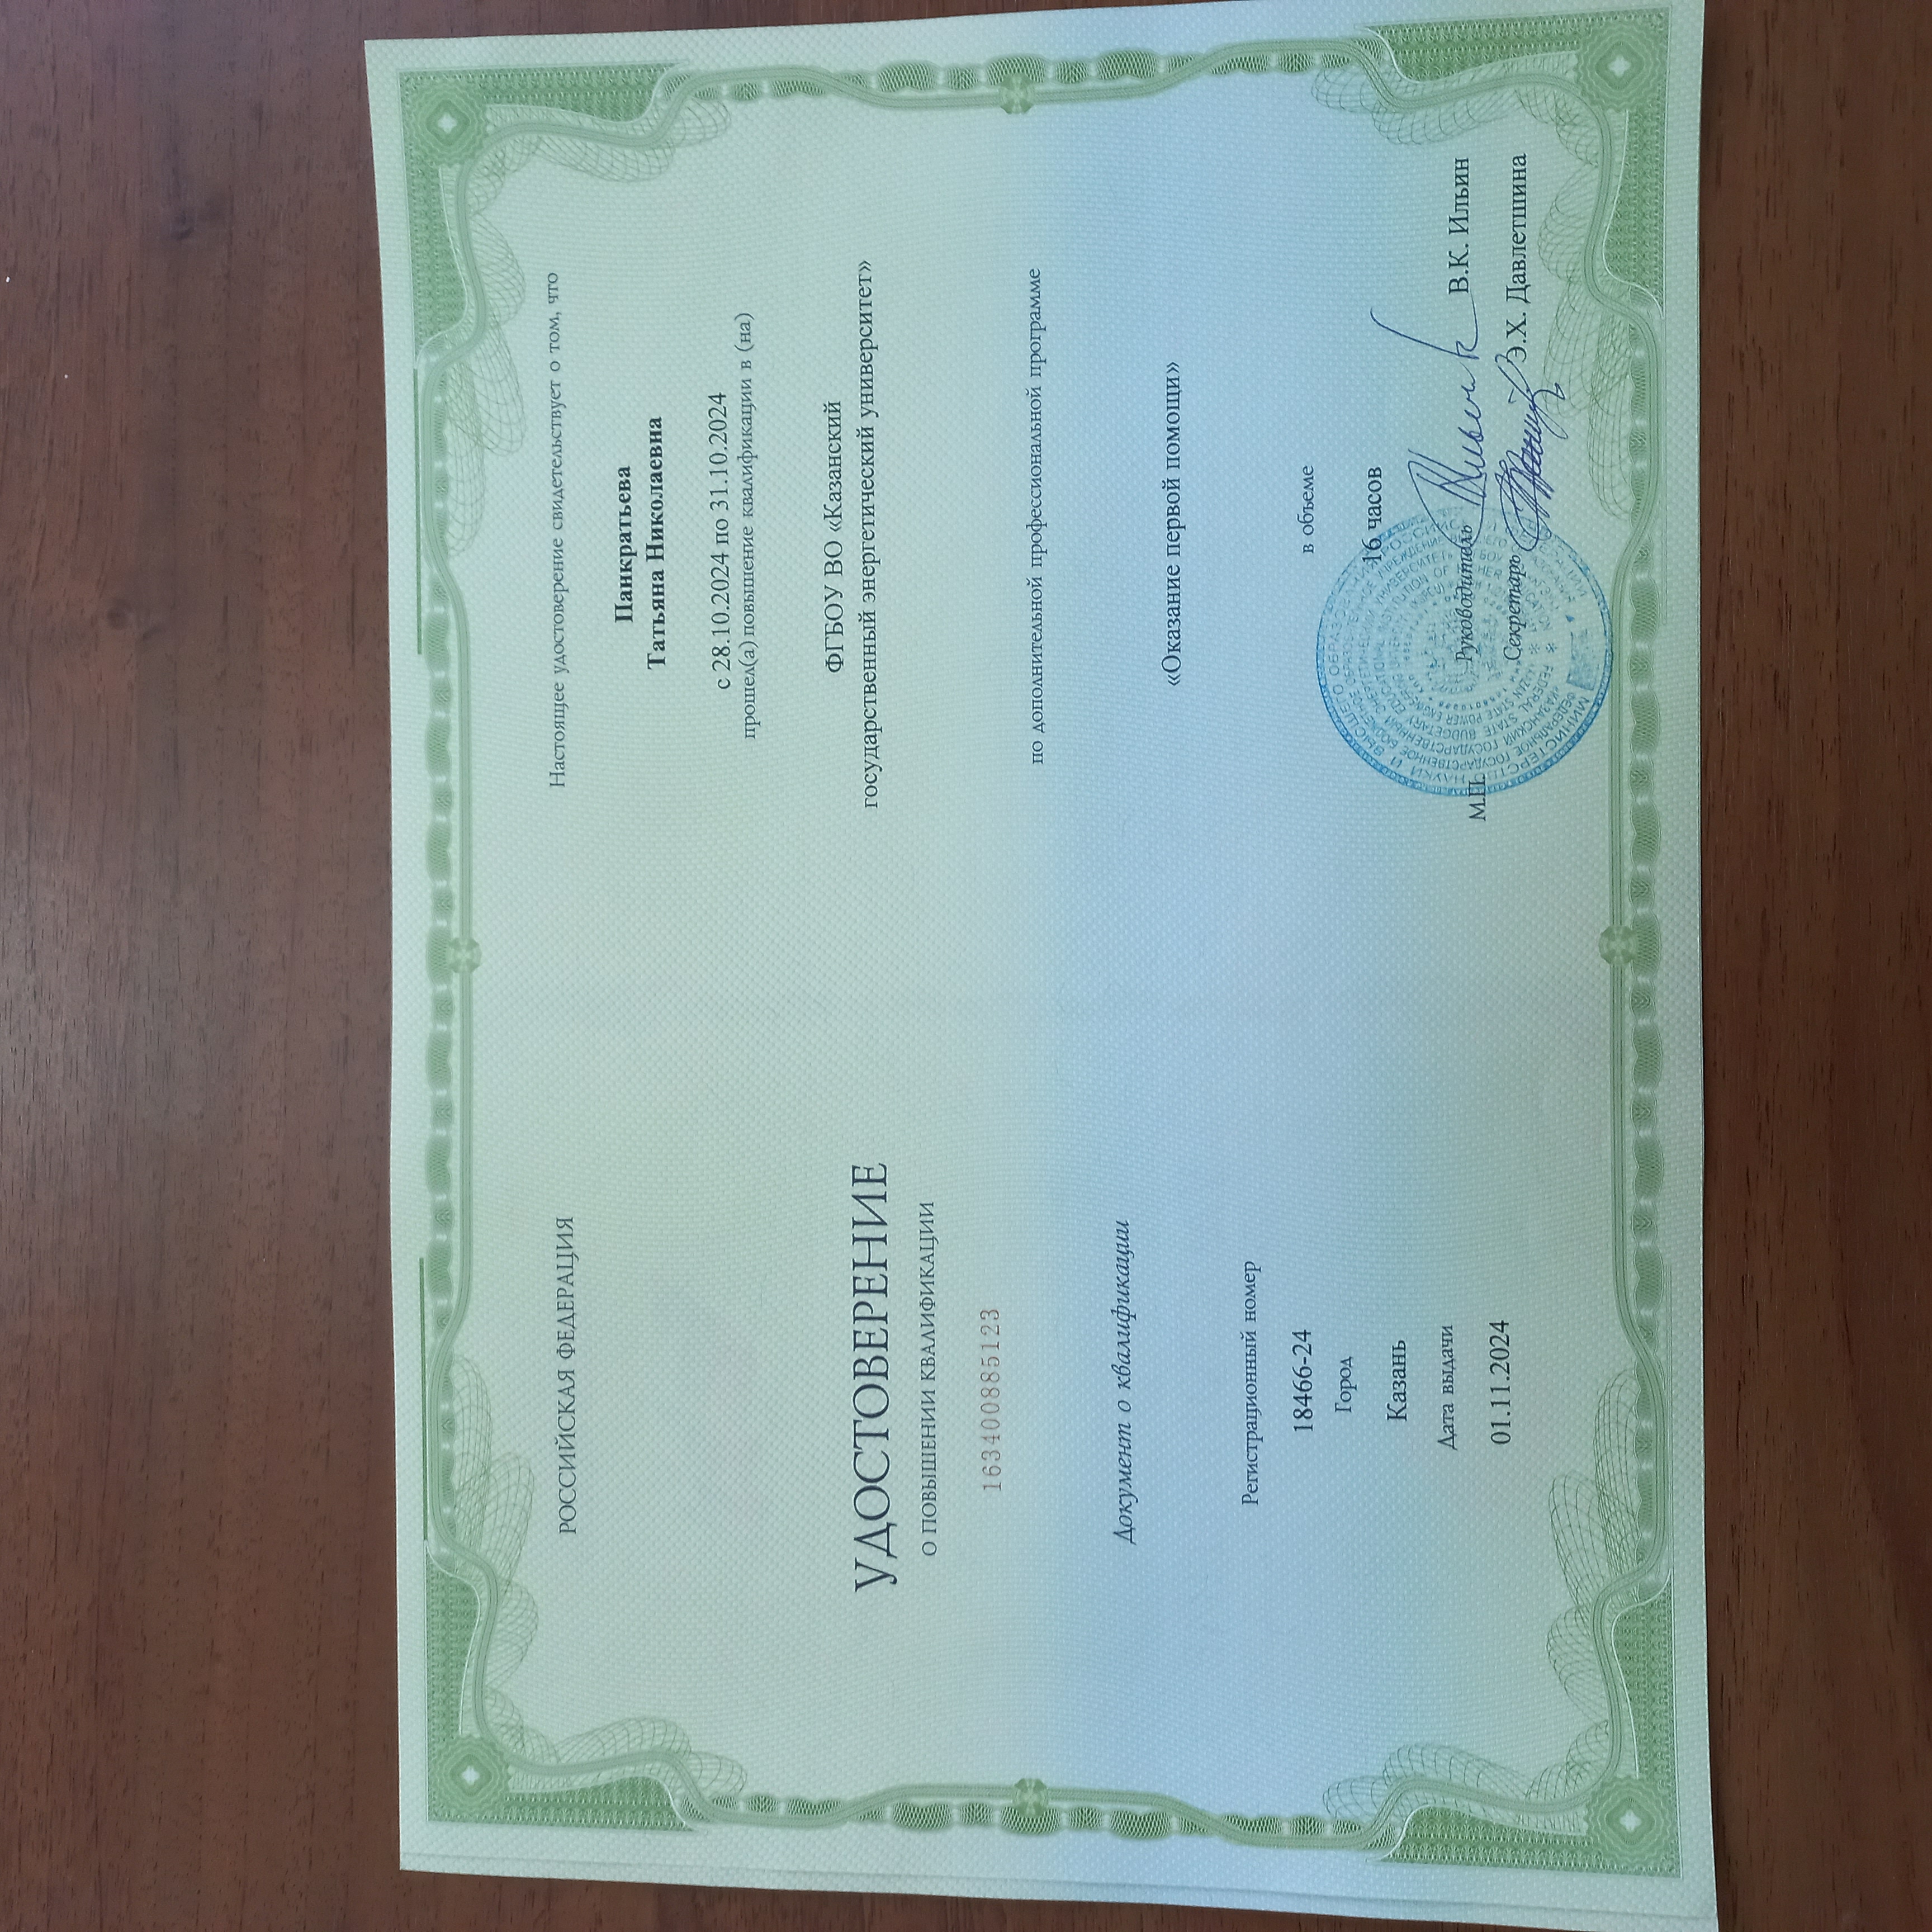 РОССИЙСКАЯ ФЕДЕРАЦИЯ
УДОСТОВЕРЕНИЕ
О ПОВЫШЕНИИ КВАЛИФИКАЦИИ
163400885123
Документ о квалификации
Регистрационный номер
18466-24
Город
Казань
Дата выдачи
01.11.2024
Настоящее удостоверение свидетельствует о том, что
Панкратьева
Татьяна Николаевна
с 28.10.2024 по 31.10.2024
прошел(а) повышение квалификации в (на)
ФГБОУ ВО «Казанский
государственный энергетический университет»
по дополнительной профессиональной программе
«Оказание первой помощи»
в объеме
16 часов
М.П.
Руководитель В.К. Ильин
Секретарь Э.Х. Давлетшина